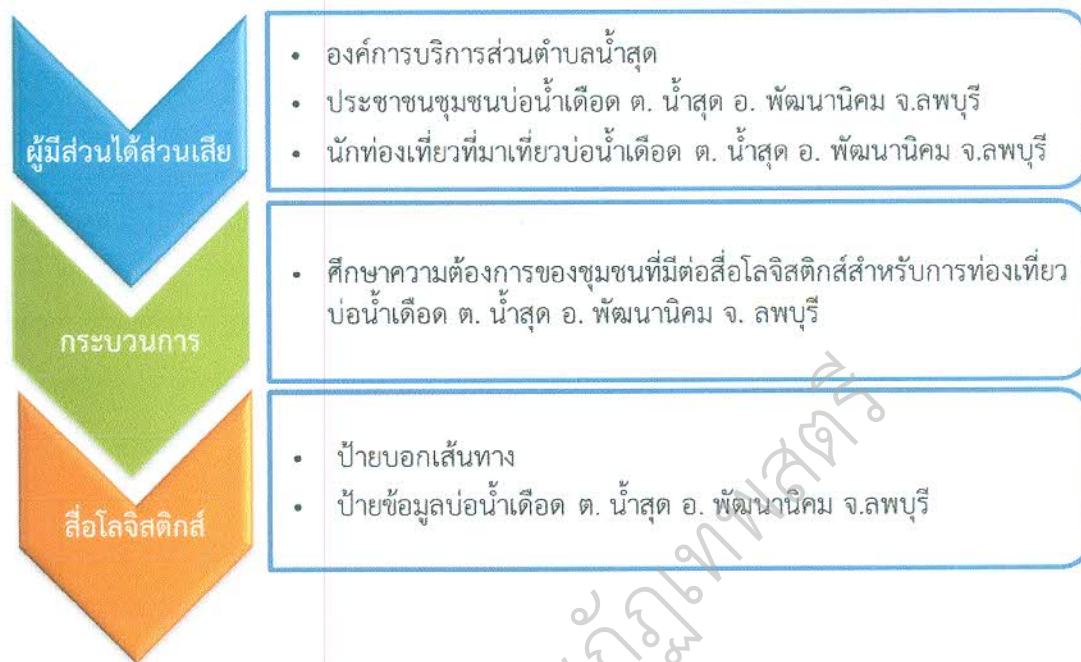 ผู้มีส่วนได้ส่วนเสีย
• องค์การบริการส่วนตำบลน้ำสุด
• ประชาชนชุมชนบ่อน้ำเดือด ต. น้ำสุด อ. พัฒนานิคม จ.ลพบุรี
• นักท่องเที่ยวที่มาเที่ยวบ่อน้ำเดือด ต. น้ำสุด อ. พัฒนานิคม จ.ลพบุรี
กระบวนการ
• ศึกษาความต้องการของชุมชนที่มีต่อสื่อโลจิสติกส์สำหรับการท่องเที่ยว
บ่อน้ำเดือด ต. น้ำสุด อ. พัฒนานิคม จ. ลพบุรี
สื่อโลจิสติกส์
• ป้ายบอกเส้นทาง
• ป้ายข้อมูลบ่อน้ำเดือด ต. น้ำสุด อ. พัฒนานิคม จ.ลพบุรี